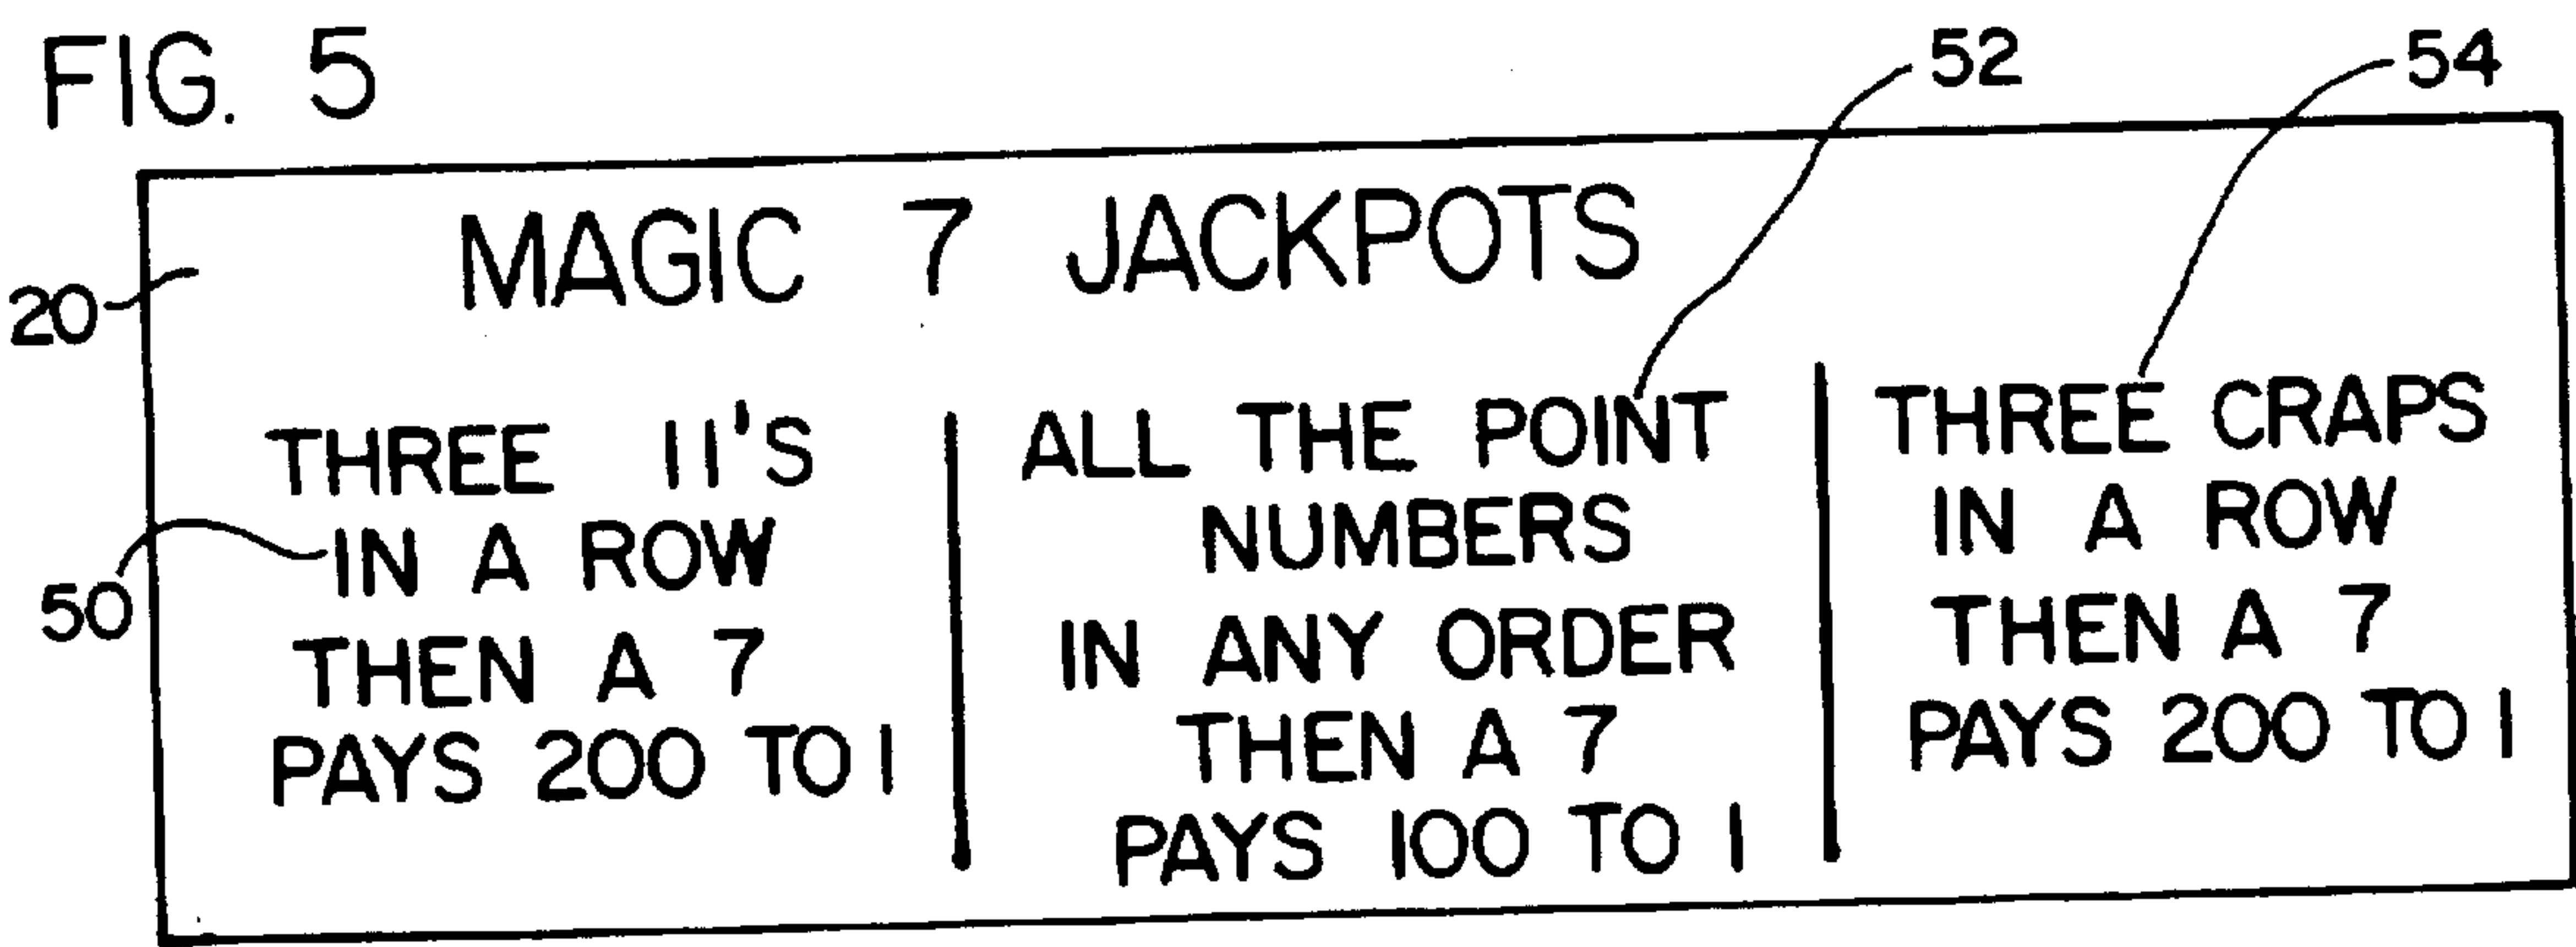 FIG. 5
52
54
20
MAGIC 7 JACKPOTS
50
THREE 11'S
IN A ROW
THEN A 7
PAYS 200 TO 1
ALL THE POINT
NUMBERS
IN ANY ORDER
THEN A 7
PAYS 100 TO 1
THREE CRAPS
IN A ROW
THEN A 7
PAYS 200 TO 1